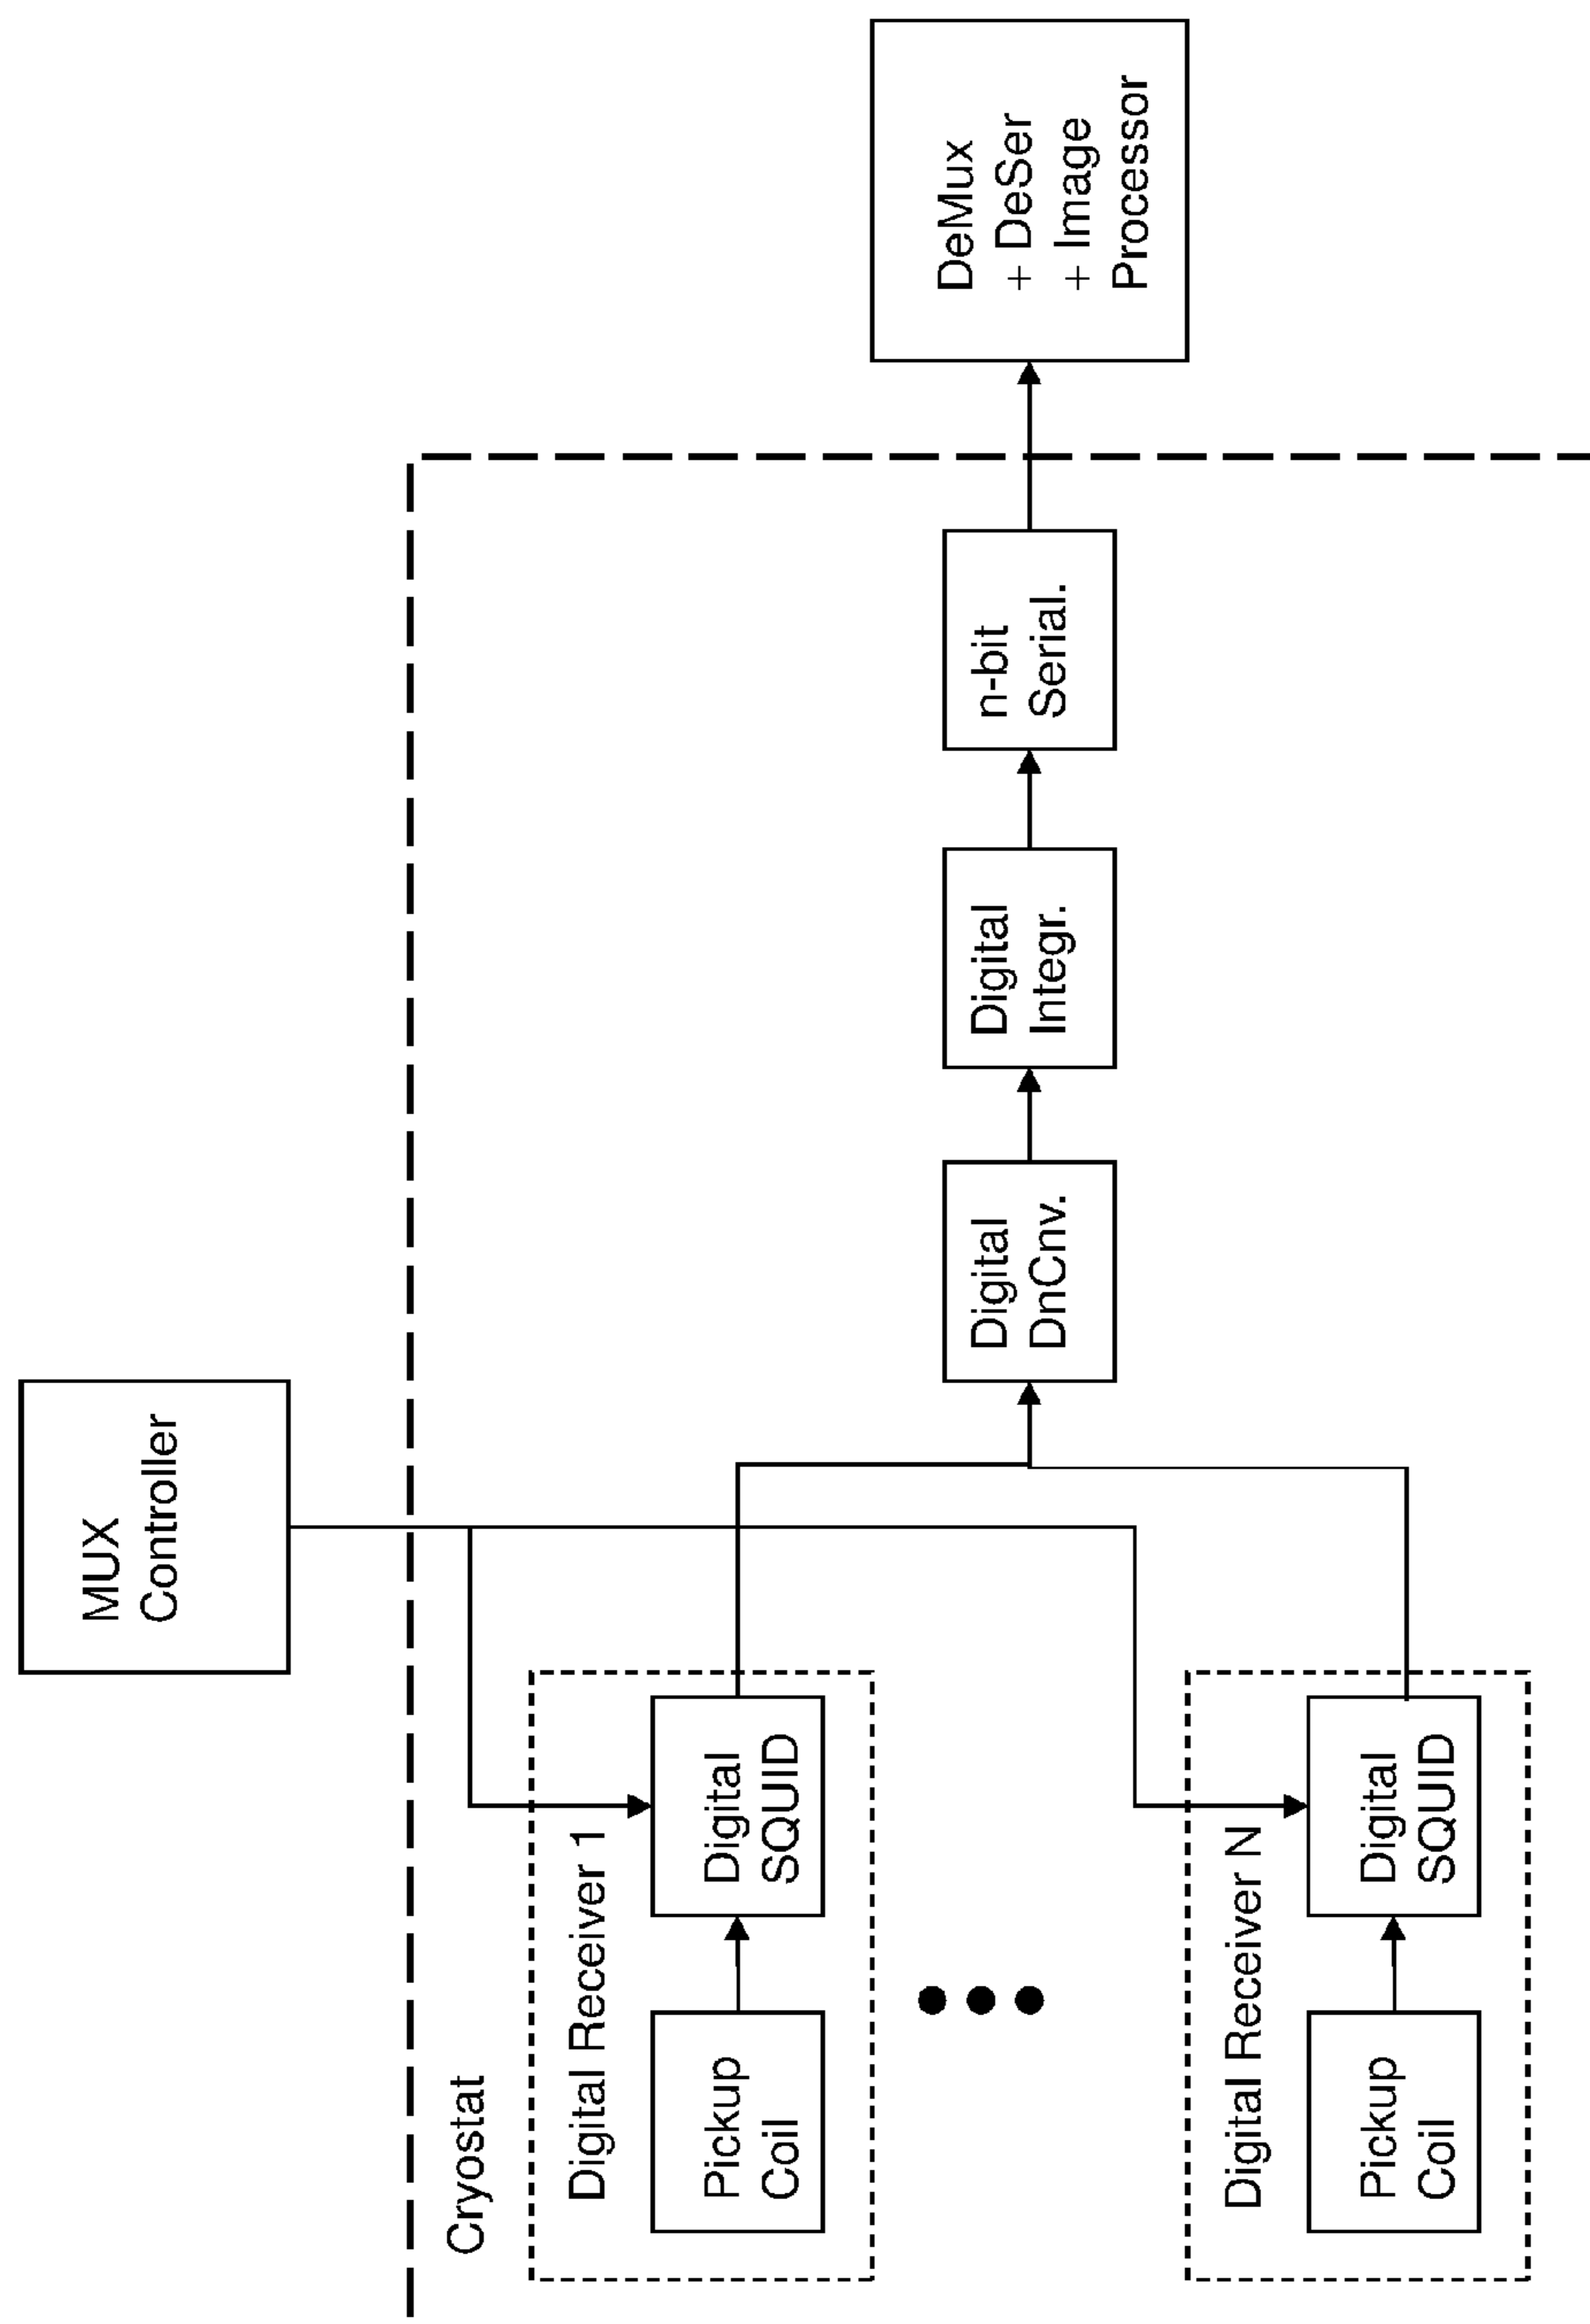 MUX
Controller
Cryostat
Digital Receiver 1
Pickup
Coil
Digital
SQUID
Digital
DnCnv.
Digital
Integr.
n-bit
Serial.
DeMux
+ DeSer
+ Image
Processor
Digital Receiver N
Pickup
Coil
Digital
SQUID